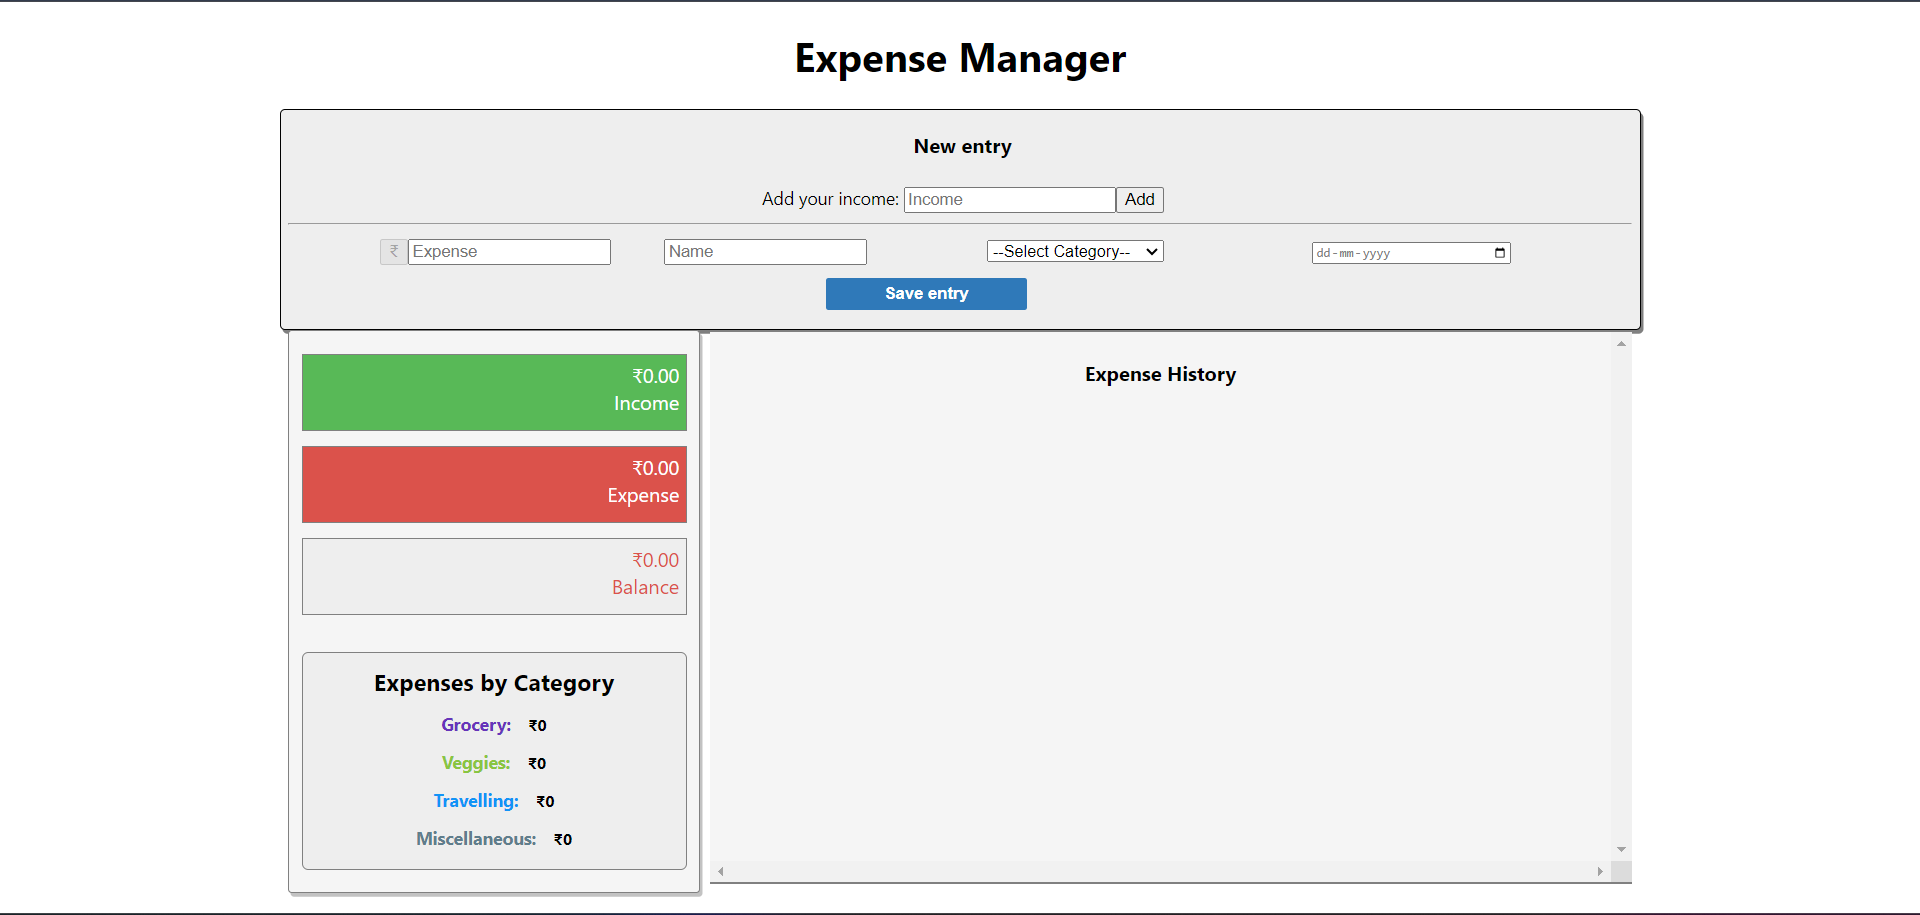 Expense Manager
New entry
Add your income: Income Add
₹ Expense Name --Select Category-- dd-mm-yyyy
Save entry
₹0.00
Income
₹0.00
Expense
₹0.00
Balance
Expenses by Category
Grocery: ₹0
Veggies: ₹0
Travelling: ₹0
Miscellaneous: ₹0
Expense History